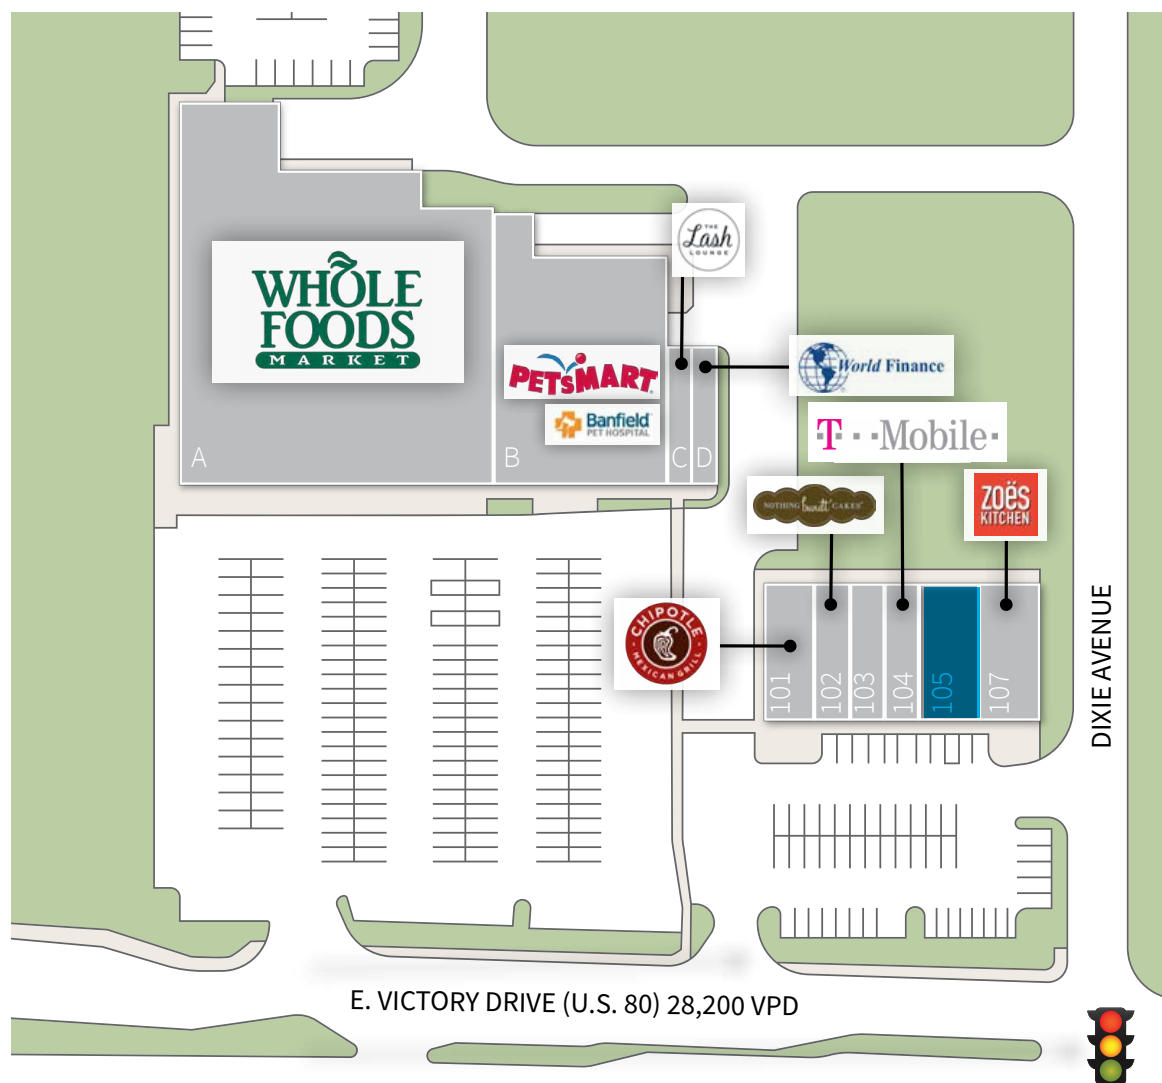 THE
Lash
LOUNGE
WHOLE
FOODS
MARKET
PETSMART
Banfield
PET HOSPITAL
World Finance
T · · · Mobile ·
A
B
C
D
NOTHING bundt CAKES
ZOËS
KITCHEN
CHIPOTLE
MEXICAN GRILL
101
102
103
104
105
107
DIXIE AVENUE
E. VICTORY DRIVE (U.S. 80) 28,200 VPD